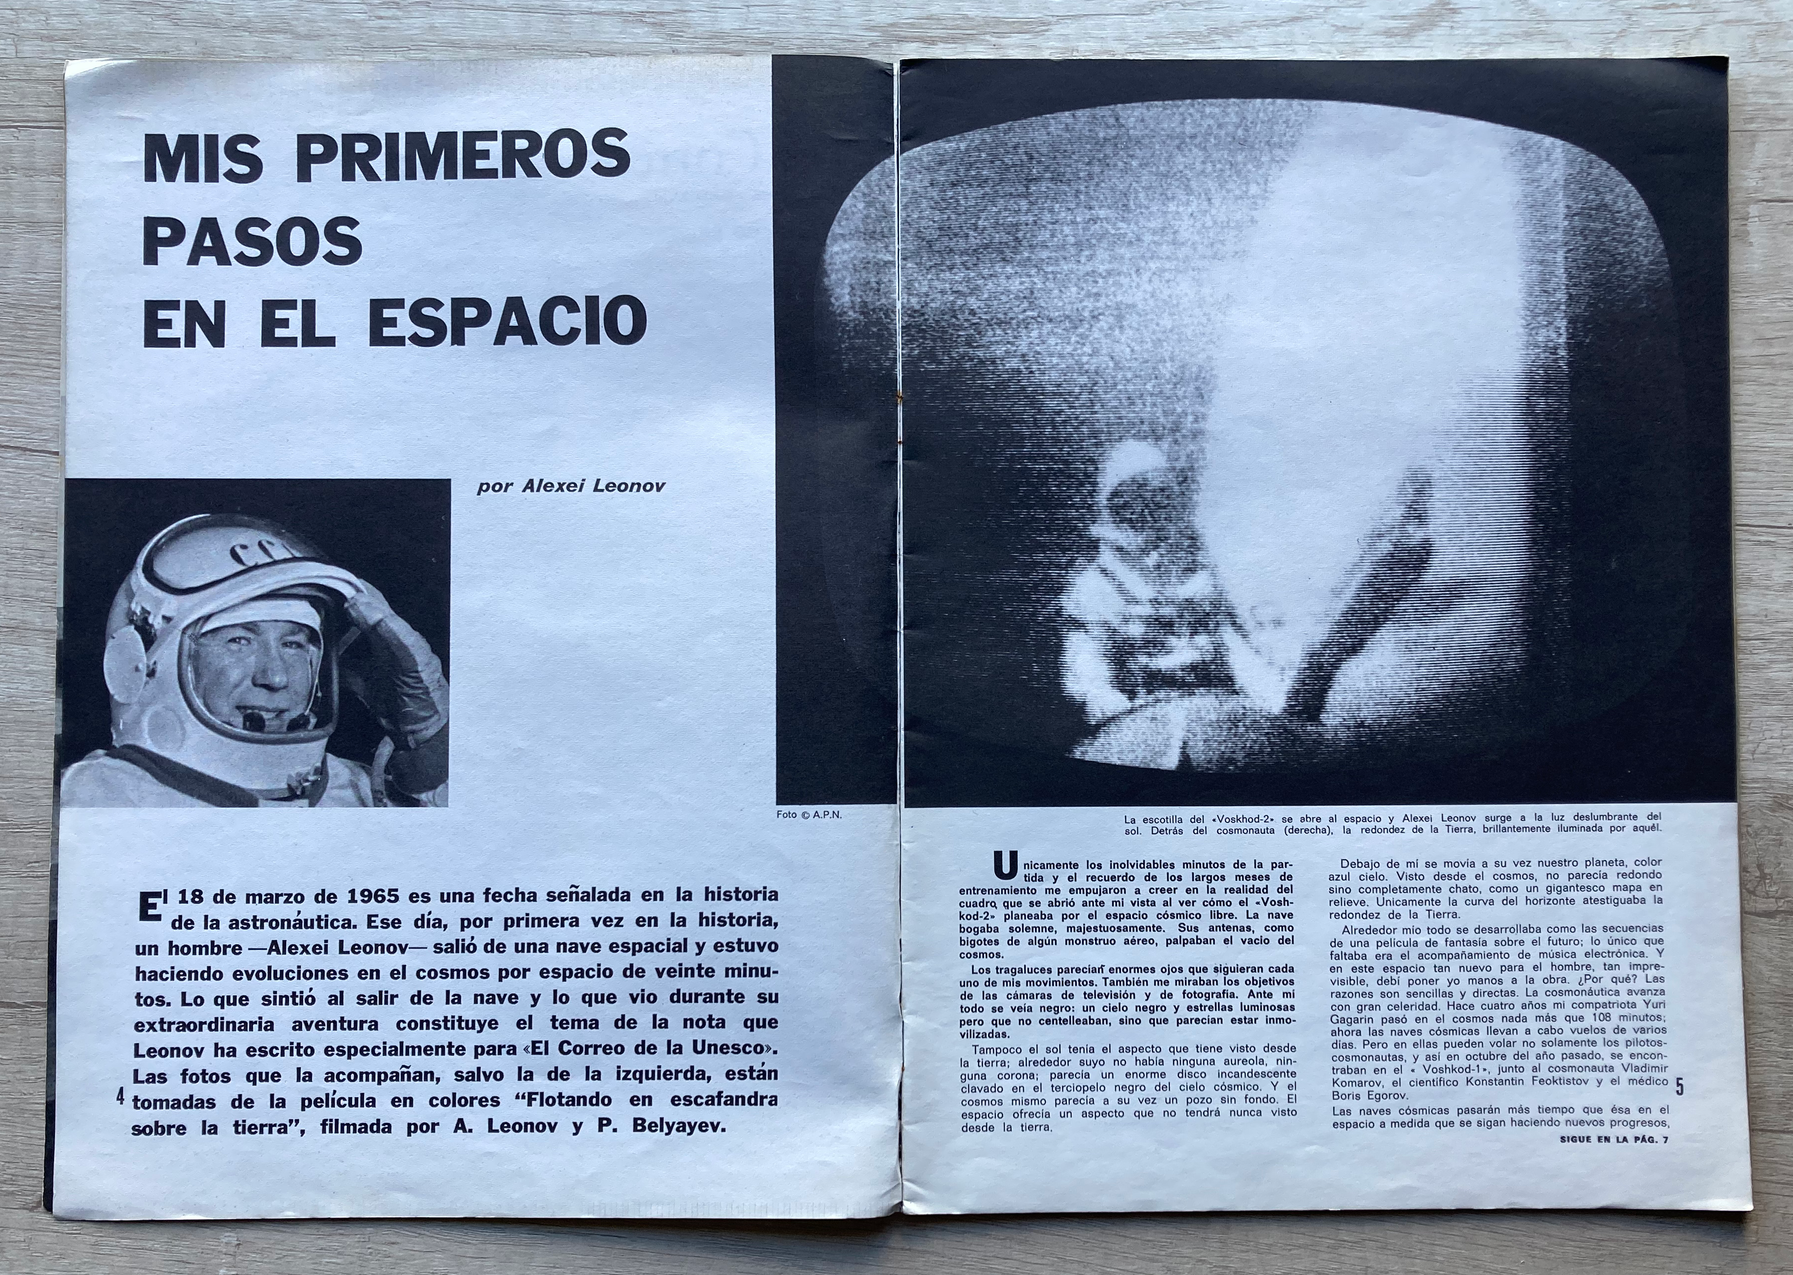 MIS PRIMEROS
PASOS
EN EL ESPACIO
por Alexei Leonov
CC
Foto © A.P.N.
El 18 de marzo de 1965 es una fecha señalada en la historia
de la astronáutica. Ese día, por primera vez en la historia,
un hombre —Alexei Leonov— salió de una nave espacial y estuvo
haciendo evoluciones en el cosmos por espacio de veinte minu-
tos. Lo que sintió al salir de la nave y lo que vio durante su
extraordinaria aventura constituye el tema de la nota que
Leonov ha escrito especialmente para «El Correo de la Unesco».
Las fotos que la acompañan, salvo la de la izquierda, están
tomadas de la película en colores “Flotando en escafandra
sobre la tierra”, filmada por A. Leonov y P. Belyayev.
4
La escotilla del «Voskhod-2» se abre al espacio y Alexei Leonov surge a la luz deslumbrante del
sol. Detrás del cosmonauta (derecha), la redondez de la Tierra, brillantemente iluminada por aquél.
Unicamente los inolvidables minutos de la par-
tida y el recuerdo de los largos meses de
entrenamiento me empujaron a creer en la realidad del
cuadro, que se abrió ante mi vista al ver cómo el «Vosh-
kod-2» planeaba por el espacio cósmico libre. La nave
bogaba solemne, majestuosamente. Sus antenas, como
bigotes de algún monstruo aéreo, palpaban el vacío del
cosmos.
Los tragaluces parecían enormes ojos que siguieran cada
uno de mis movimientos. También me miraban los objetivos
de las cámaras de televisión y de fotografía. Ante mí
todo se veía negro: un cielo negro y estrellas luminosas
pero que no centelleaban, sino que parecían estar inmo-
vilizadas.
Tampoco el sol tenía el aspecto que tiene visto desde
la tierra; alrededor suyo no había ninguna aureola, nin-
guna corona; parecía un enorme disco incandescente
clavado en el terciopelo negro del cielo cósmico. Y el
cosmos mismo parecía a su vez un pozo sin fondo. El
espacio ofrecía un aspecto que no tendrá nunca visto
desde la tierra.
Debajo de mí se movia a su vez nuestro planeta, color
azul cielo. Visto desde el cosmos, no parecía redondo
sino completamente chato, como un gigantesco mapa en
relieve. Unicamente la curva del horizonte atestiguaba la
redondez de la Tierra.
Alrededor mío todo se desarrollaba como las secuencias
de una película de fantasía sobre el futuro; lo único que
faltaba era el acompañamiento de música electrónica. Y
en este espacio tan nuevo para el hombre, tan impre-
visible, debí poner yo manos a la obra. ¿Por qué? Las
razones son sencillas y directas. La cosmonáutica avanza
con gran celeridad. Hace cuatro años mi compatriota Yuri
Gagarin pasó en el cosmos nada más que 108 minutos;
ahora las naves cósmicas llevan a cabo vuelos de varios
días. Pero en ellas pueden volar no solamente los pilotos-
cosmonautas, y así en octubre del año pasado, se encon-
traban en el « Voshkod-1», junto al cosmonauta Vladimir
Komarov, el científico Konstantin Feoktistov y el médico
Boris Egorov.
Las naves cósmicas pasarán más tiempo que ésa en el
espacio a medida que se sigan haciendo nuevos progresos,
SIGUE EN LA PÁG. 7
5